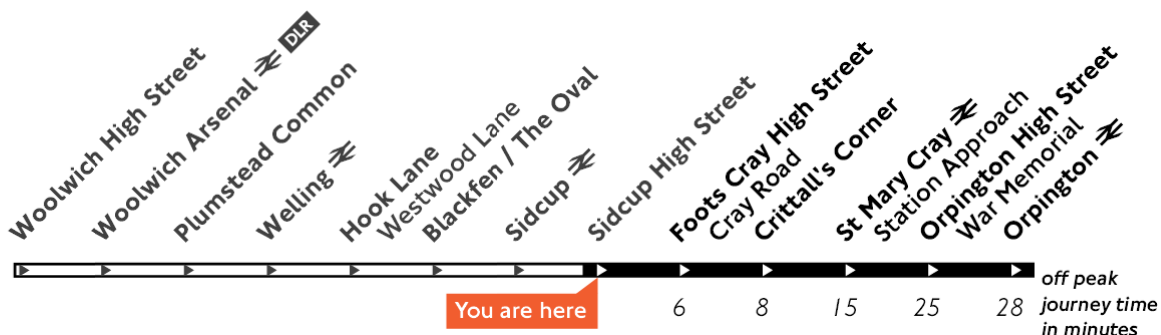 Woolwich High Street
Woolwich Arsenal DLR
Plumstead Common
Welling
Hook Lane
Westwood Lane
Blackfen / The Oval
Sidcup
Sidcup High Street
Foots Cray High Street
Cray Road
Crittall's Corner
St Mary Cray
Station Approach
Orpington High Street
War Memorial
Orpington
You are here
6 8 15 25 28
off peak
journey time
in minutes